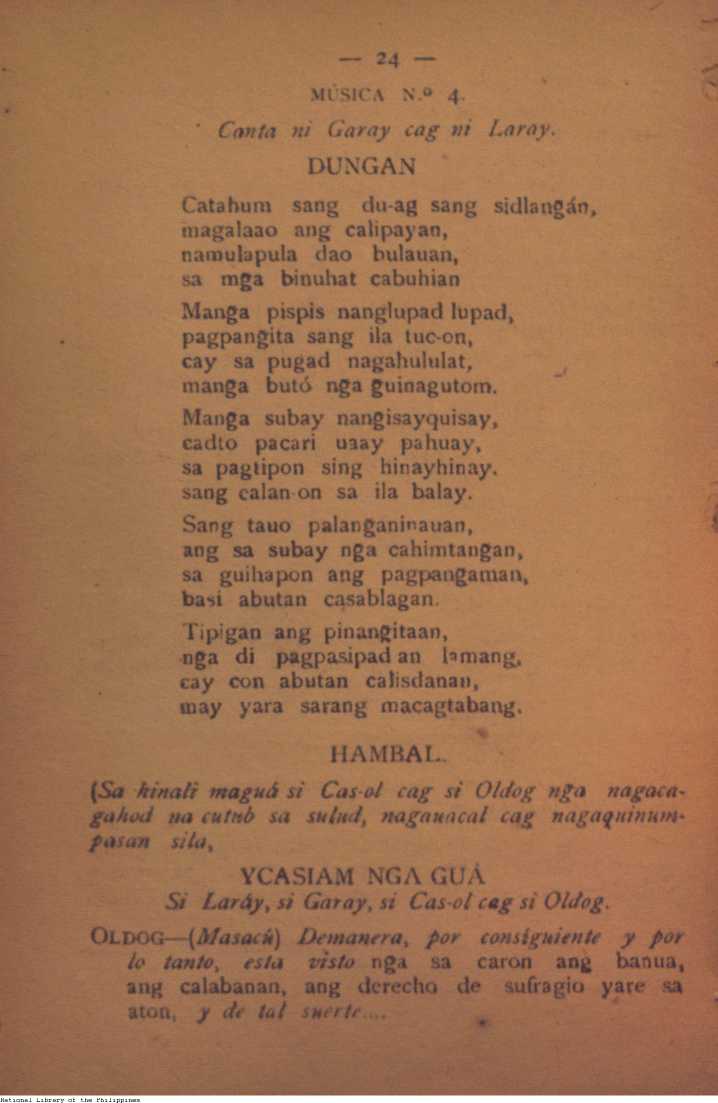 — 24 —
MÚSICA N.º 4.
Canta ni Garay cag ni Laray.
DUNGAN
Catahum sang du-ag sang sidlangán,
magalaao ang calipayan,
namulapula dao bulauan,
sa mga binuhat cabuhian
Manga pispis nanglupad lupad,
pagpangita sang ila tuc-on,
cay sa pugad nagahululat,
manga butó nga guinagutom.
Manga subay nangisayquisay,
cadto pacari uaay pahuay,
sa pagtipon sing hinayhinay.
sang calan-on sa ila balay.
Sang tauo palanganinauan,
ang sa subay nga cahimtangan,
sa guihapon ang pagpangaman,
basi abutan casablagan.
Tipigan ang pinangitaan,
nga di pagpasipad an lamang,
cay con abutan calisdanan,
may yara sarang macagtabang.
HAMBAL.
(Sa kinali maguá si Cas-ol cag si Oldog nga nagaca-
gahod na cutub sa sulud, nagauacal cag nagaquinum-
pasan sila,
YCASIAM NGA GUÁ
Si Laráy, si Garay, si Cas-ol cag si Oldog.
OLDOG—(Masacú) Demanera, por consiguiente y por
lo tanto, esta visto nga sa caron ang banua,
ang calabanan, ang derecho de sufragio yare sa
aton, y de tal suerte....
National Library of the Philippines